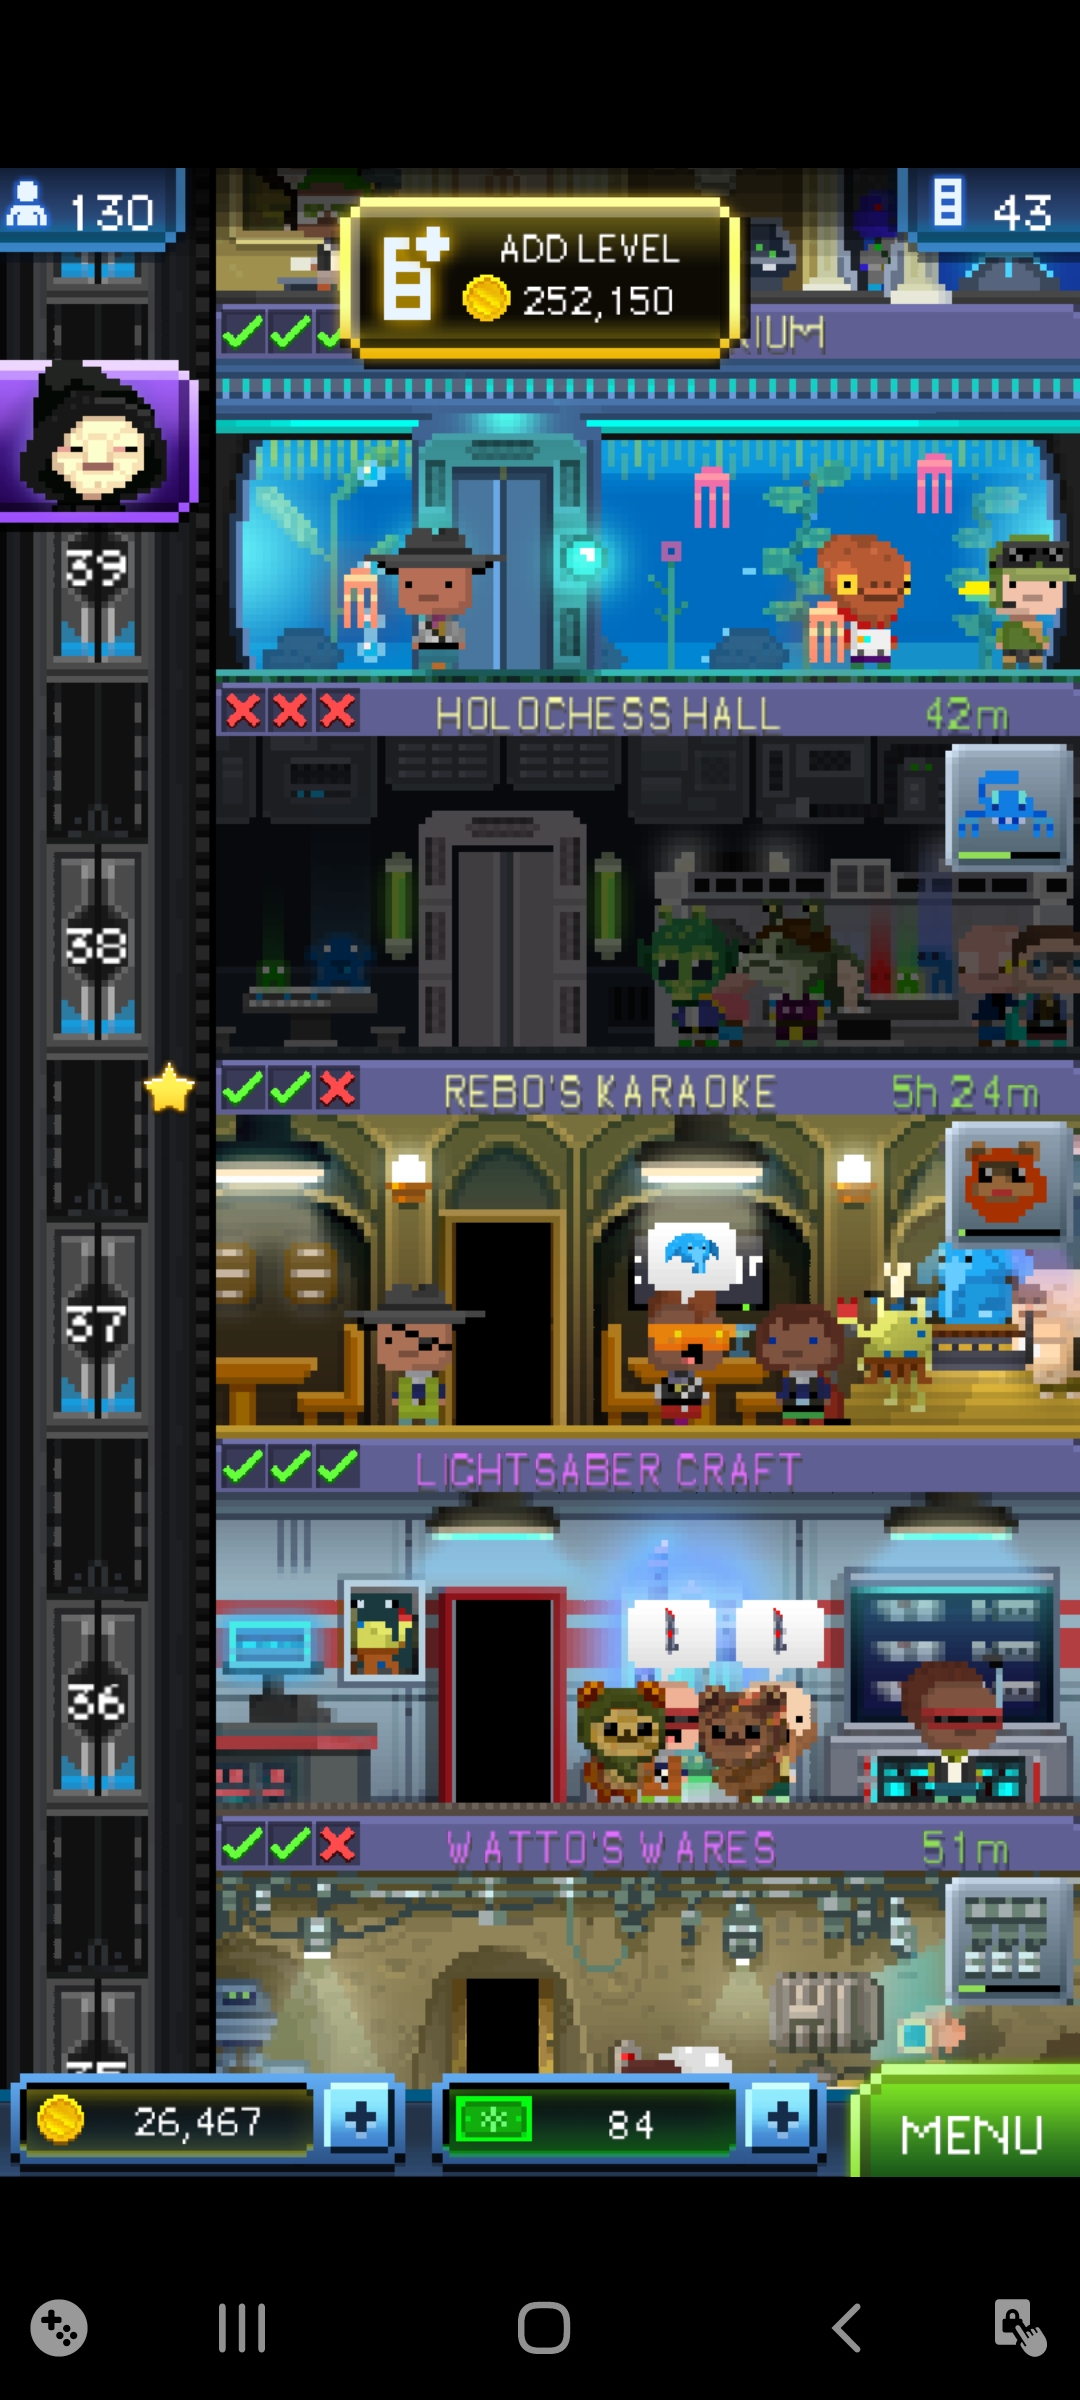 130
ADD LEVEL
252,150
43
39
HOLOCHESS HALL 42m
38
REBO'S KARAOKE 5h 24m
37
LIGHTSABER CRAFT
36
WATTO'S WARES 51m
26,467
84
MENU